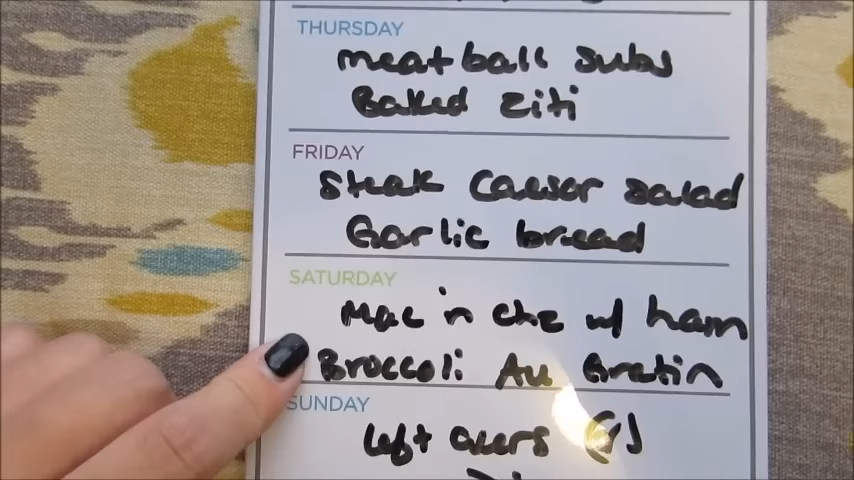 THURSDAY
meatball subs
Baked ziti
FRIDAY
Steak Caesar salad
Garlic bread
SATURDAY
Mac 'n chz w/ ham
Broccoli Au Gratin
SUNDAY
left overs